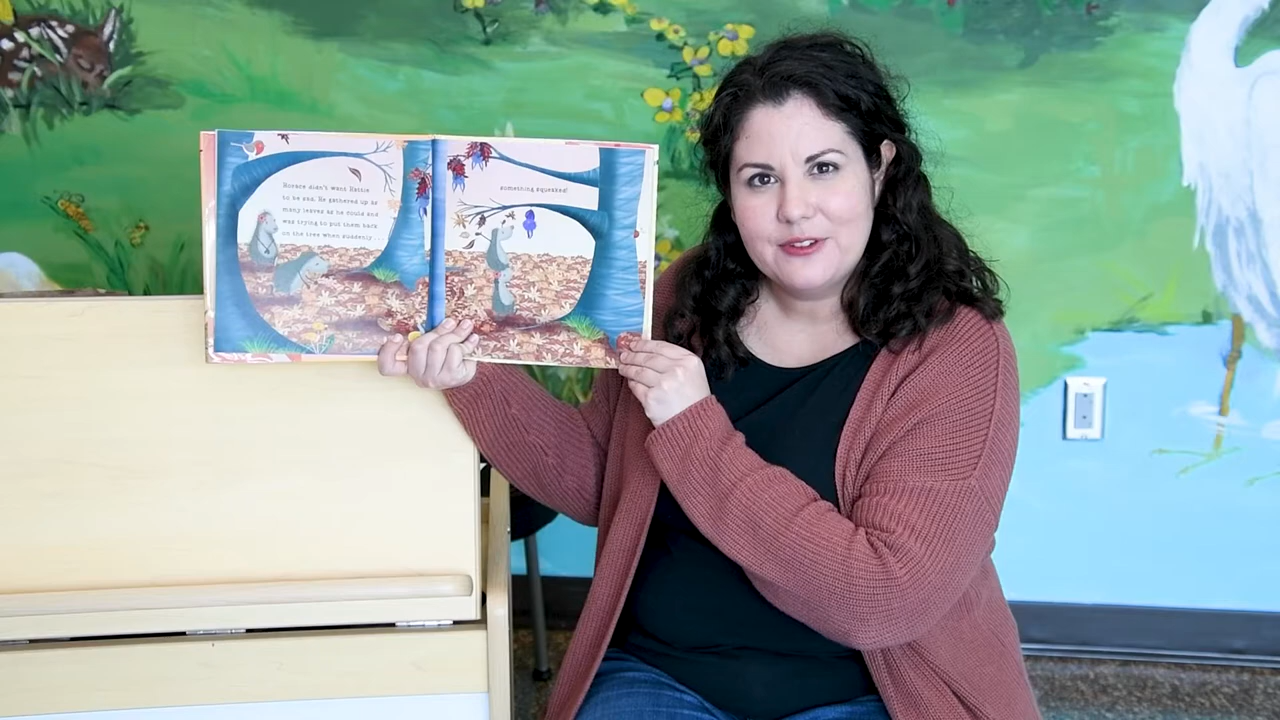 Horace didn't want Hattie
to be sad. He gathered up as
many leaves as he could and
was trying to pull them back
on the tree when suddenly . . .
something squeaked!